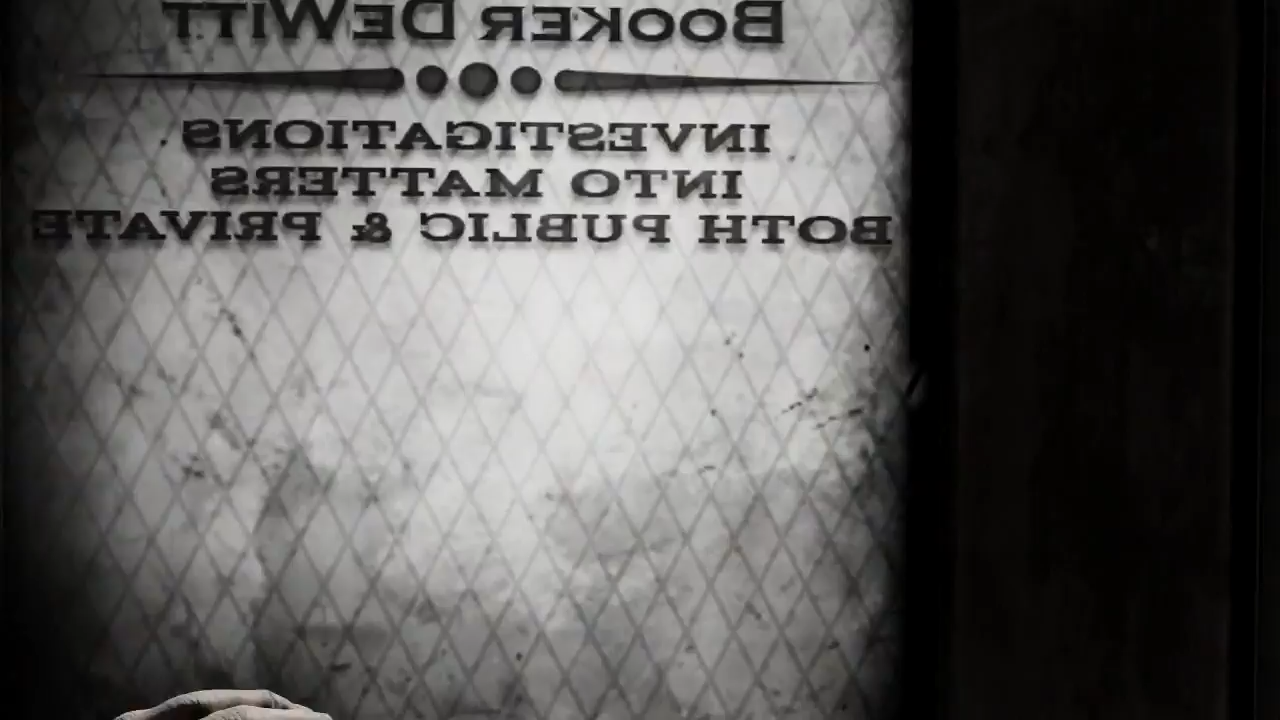 Booker DeWitt
INVESTIGATIONS
INTO MATTERS
BOTH PUBLIC & PRIVATE